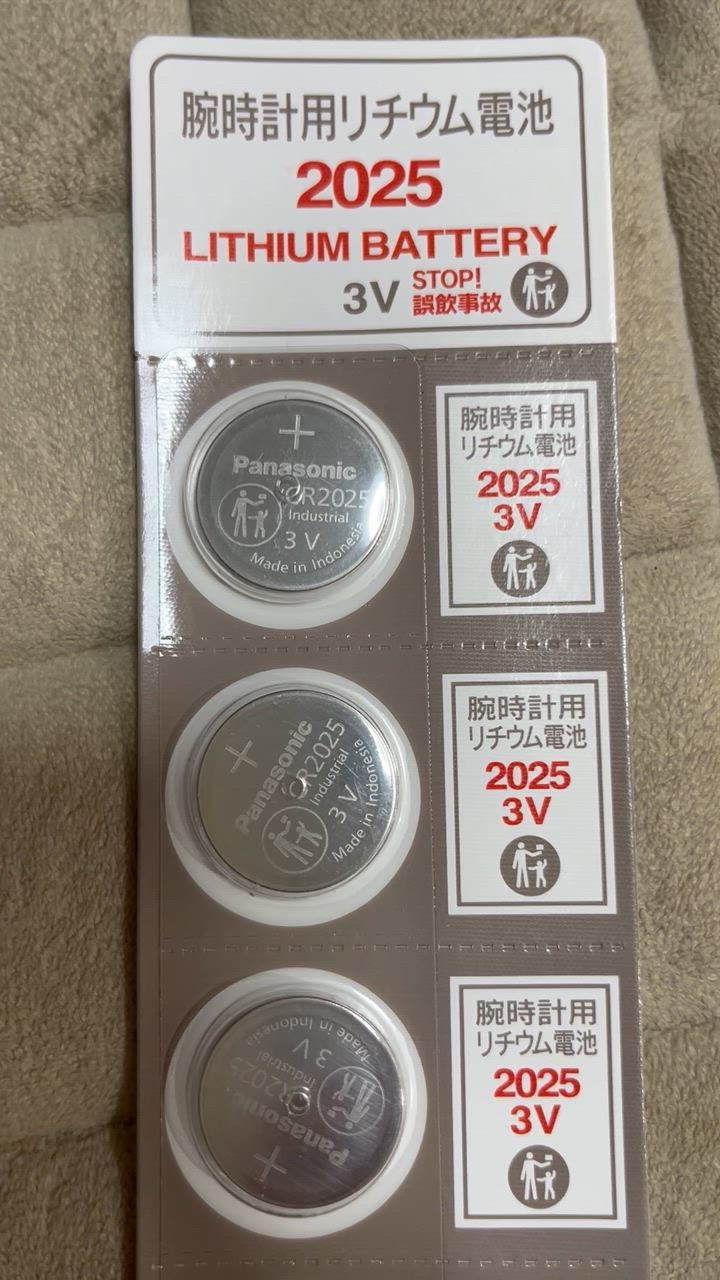 腕時計用リチウム電池
2025
LITHIUM BATTERY
3V
STOP!
誤飲事故
+
Panasonic
CR2025
Industrial
3 V
Made in Indonesia
腕時計用
リチウム電池
2025
3V
+
Panasonic
CR2025
Industrial
3 V
Made in Indonesia
腕時計用
リチウム電池
2025
3V
+
Panasonic
CR2025
Industrial
3 V
Made in Indonesia
腕時計用
リチウム電池
2025
3V